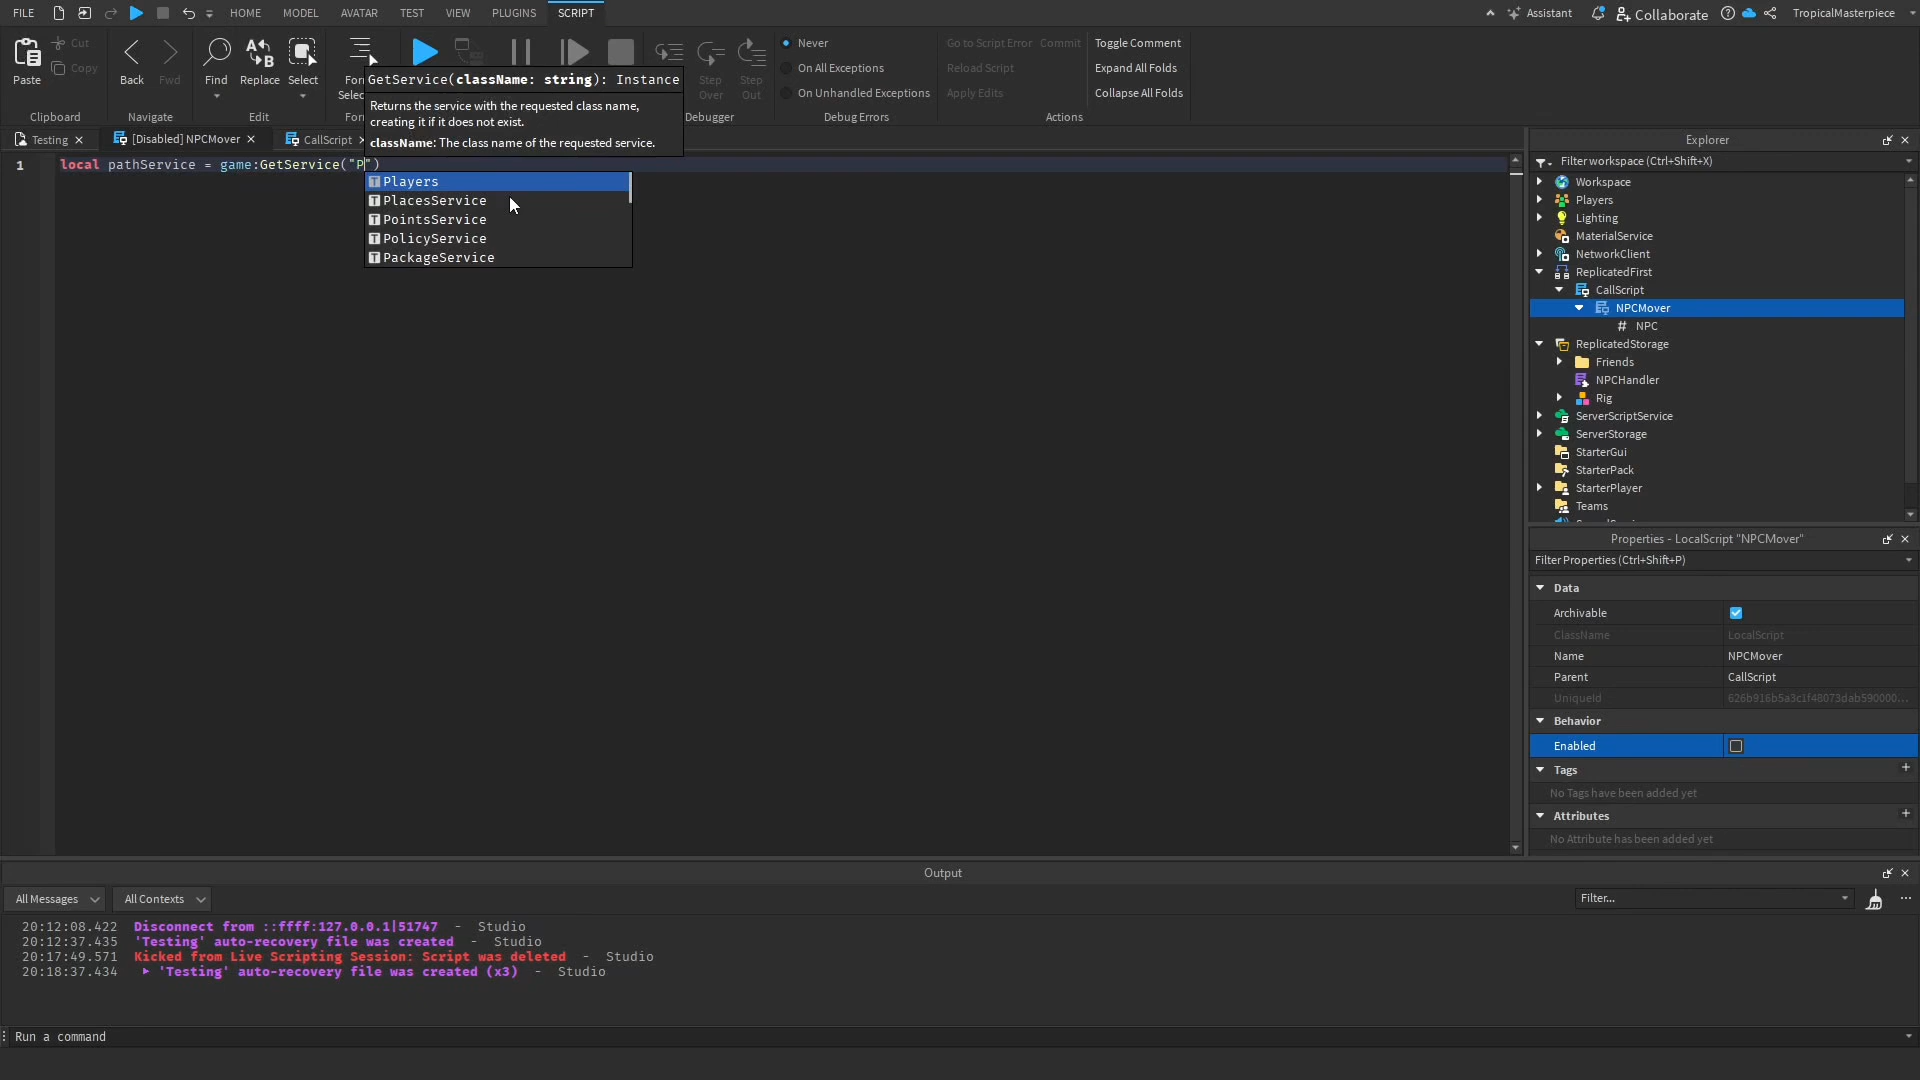 FILE HOME MODEL AVATAR TEST VIEW PLUGINS SCRIPT Assistant Collaborate TropicalMasterpiece
Paste Cut Copy
Clipboard
Back Fwd
Navigate
Find Replace Select
Edit
Step Over Step Out
Debugger
Never
On All Exceptions
On Unhandled Exceptions
Debug Errors
Go to Script Error Commit
Reload Script
Apply Edits
Toggle Comment
Expand All Folds
Collapse All Folds
Actions
GetService(className: string): Instance
Returns the service with the requested class name,
creating it if it does not exist.
className: The class name of the requested service.
Testing
[Disabled] NPCMover
CallScript
1 local pathService = game:GetService("P")
Players
PlacesService
PointsService
PolicyService
PackageService
Explorer
Filter workspace (Ctrl+Shift+X)
Workspace
Players
Lighting
MaterialService
NetworkClient
ReplicatedFirst
CallScript
NPCMover
# NPC
ReplicatedStorage
Friends
NPCHandler
Rig
ServerScriptService
ServerStorage
StarterGui
StarterPack
StarterPlayer
Teams
Properties - LocalScript "NPCMover"
Filter Properties (Ctrl+Shift+P)
Data
Archivable
ClassName LocalScript
Name NPCMover
Parent CallScript
UniqueId 626b916b5a3c1f48073dab590000...
Behavior
Enabled
Tags +
No Tags have been added yet
Attributes +
No Attribute has been added yet
Output
All Messages All Contexts Filter...
20:12:08.422 Disconnect from ::ffff:127.0.0.1|51747 - Studio
20:12:37.435 'Testing' auto-recovery file was created - Studio
20:17:49.571 Kicked from Live Scripting Session: Script was deleted - Studio
20:18:37.434 'Testing' auto-recovery file was created (x3) - Studio
Run a command